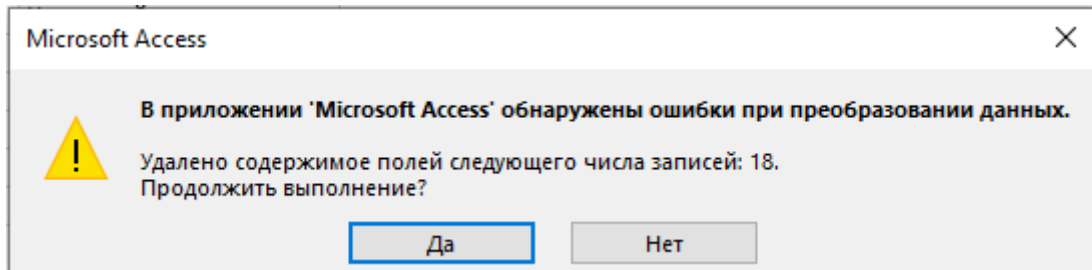 Microsoft Access
В приложении 'Microsoft Access' обнаружены ошибки при преобразовании данных.
Удалено содержимое полей следующего числа записей: 18.
Продолжить выполнение?
Да Нет